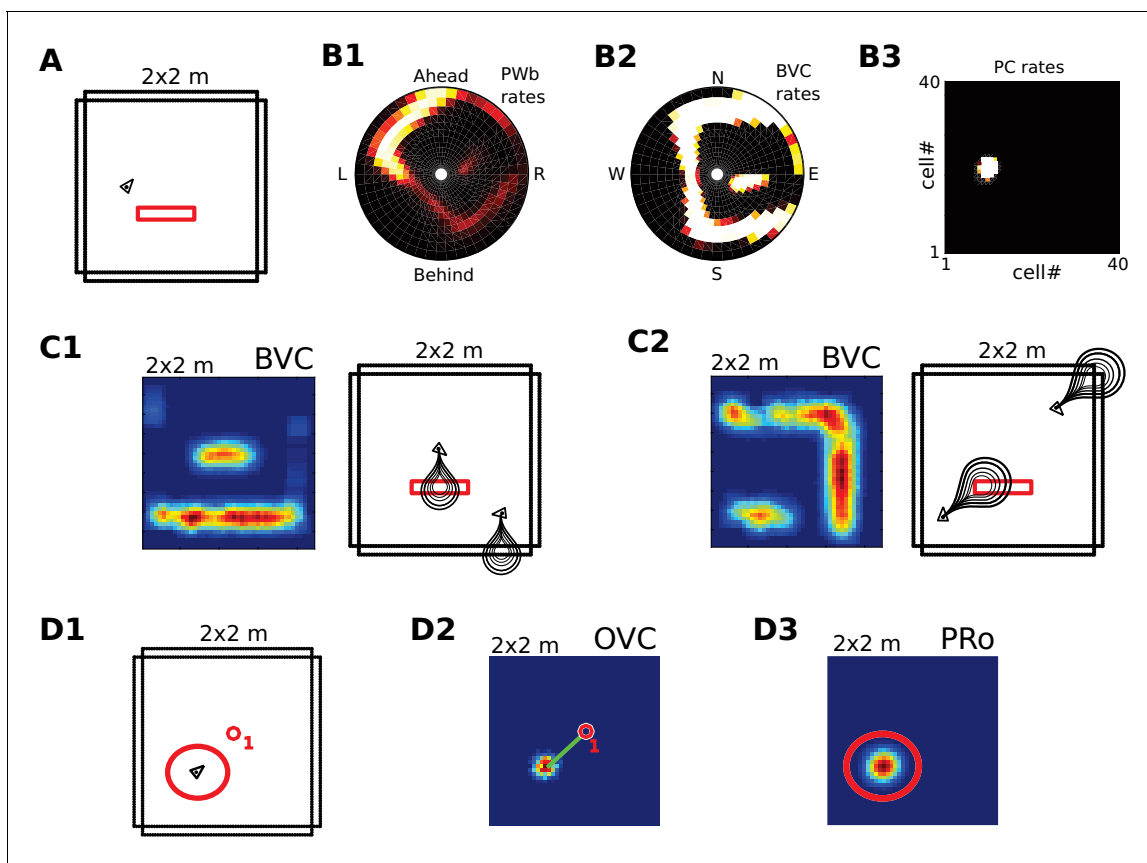 A
2x2 m
B1
Ahead
PWb
rates
L
R
Behind
B2
N
BVC
rates
W
E
S
B3
PC rates
40
cell#
1
1
cell#
40
C1
2x2 m
BVC
2x2 m
C2
2x2 m
BVC
2x2 m
D1
2x2 m
1
D2
2x2 m
OVC
1
D3
2x2 m
PRo